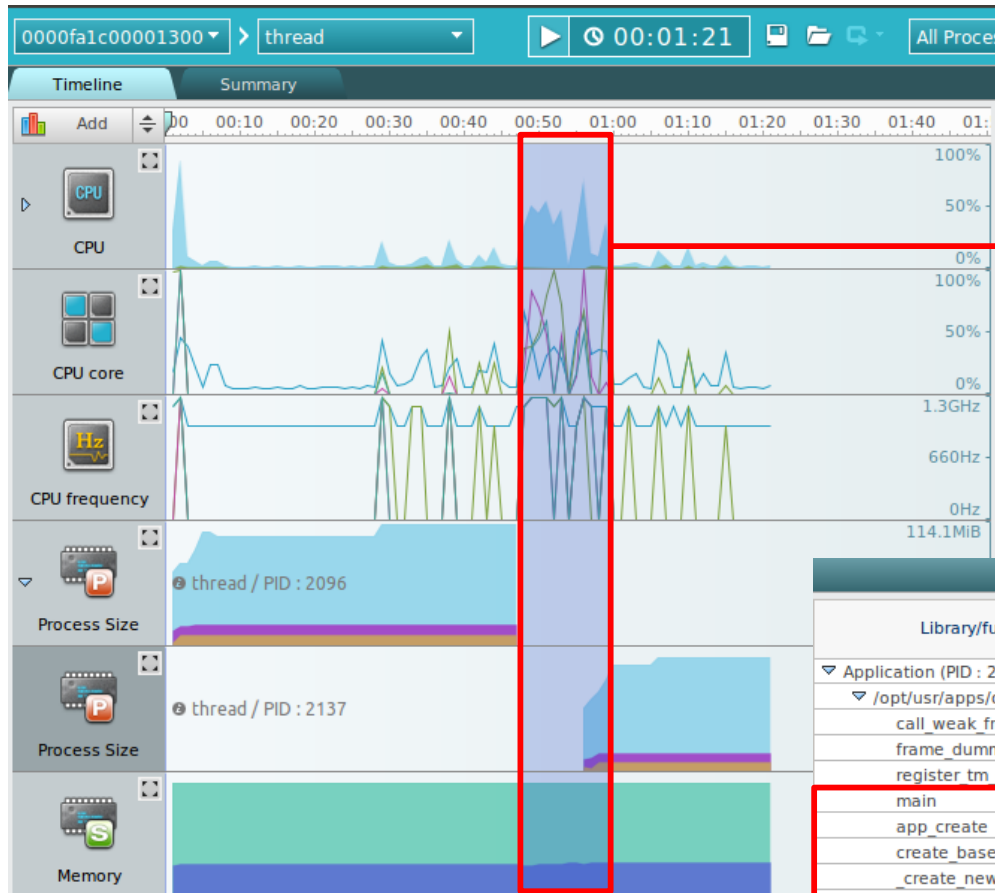 0000fa1c00001300 thread 00:01:21 All Proce
Timeline Summary
Add 00 00:10 00:20 00:30 00:40 00:50 01:00 01:10 01:20 01:30 01:40 01:
CPU
CPU
100%
50%
0%
CPU core
100%
50%
0%
Hz
CPU frequency
1.3GHz
660Hz
0Hz
P
Process Size
thread / PID : 2096
114.1MiB
P
Process Size
thread / PID : 2137
S
Memory
Library/fu
Application (PID : 2
/opt/usr/apps/
call_weak_fr
frame_dumm
register_tm_
main
app_create
create_base
_create_new